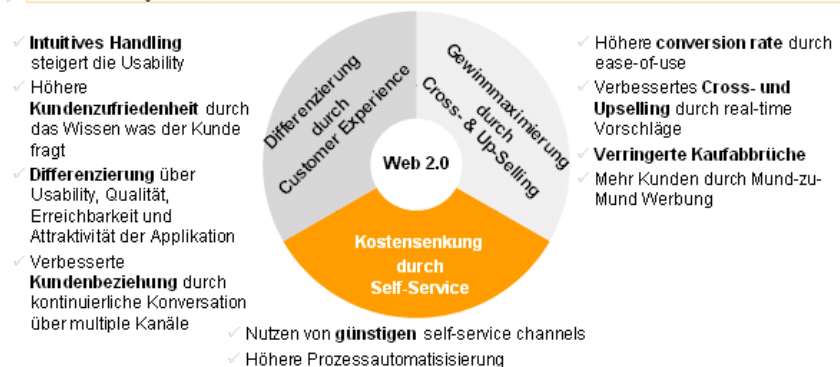 Intuitives Handling
steigert die Usability
Höhere
Kundenzufriedenheit durch
das Wissen was der Kunde
fragt
Differenzierung über
Usability, Qualität,
Erreichbarkeit und
Attraktivität der Applikation
Verbesserte
Kundenbeziehung durch
kontinuierliche Konversation
über multiple Kanäle
Differenzierung
durch
Customer Experience
Gewinnmaximierung
durch
Cross- & Up-Selling
Web 2.0
Kostensenkung
durch
Self-Service
Höhere conversion rate durch
ease-of-use
Verbessertes Cross- und
Upselling durch real-time
Vorschläge
Verringerte Kaufabbrüche
Mehr Kunden durch Mund-zu-
Mund Werbung
Nutzen von günstigen self-service channels
Höhere Prozessautomatisisierung